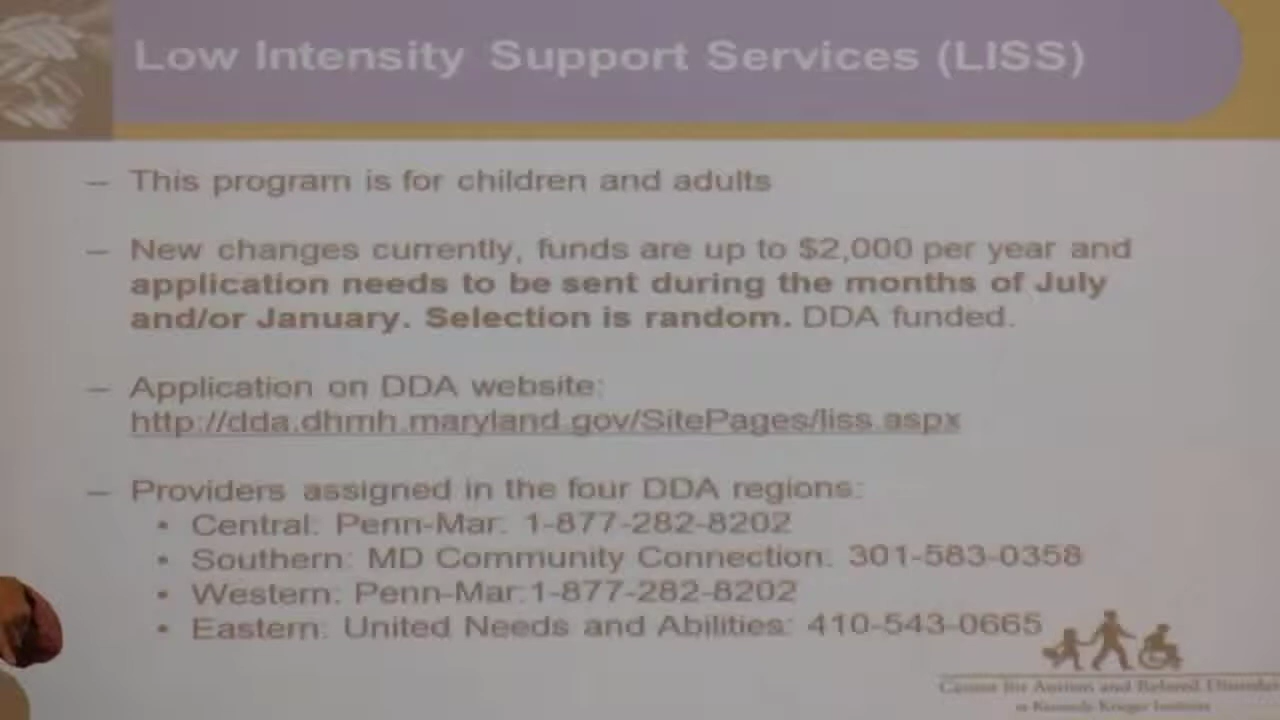 Low Intensity Support Services (LISS)
– This program is for children and adults
– New changes currently, funds are up to $2,000 per year and
application needs to be sent during the months of July
and/or January. Selection is random. DDA funded.
– Application on DDA website:
http://dda.dhmh.maryland.gov/SitePages/liss.aspx
– Providers assigned in the four DDA regions:
• Central: Penn-Mar: 1-877-282-8202
• Southern: MD Community Connection: 301-583-0358
• Western: Penn-Mar:1-877-282-8202
• Eastern: United Needs and Abilities: 410-543-0665
Center for Autism and Related Disorders
at Kennedy Krieger Institute